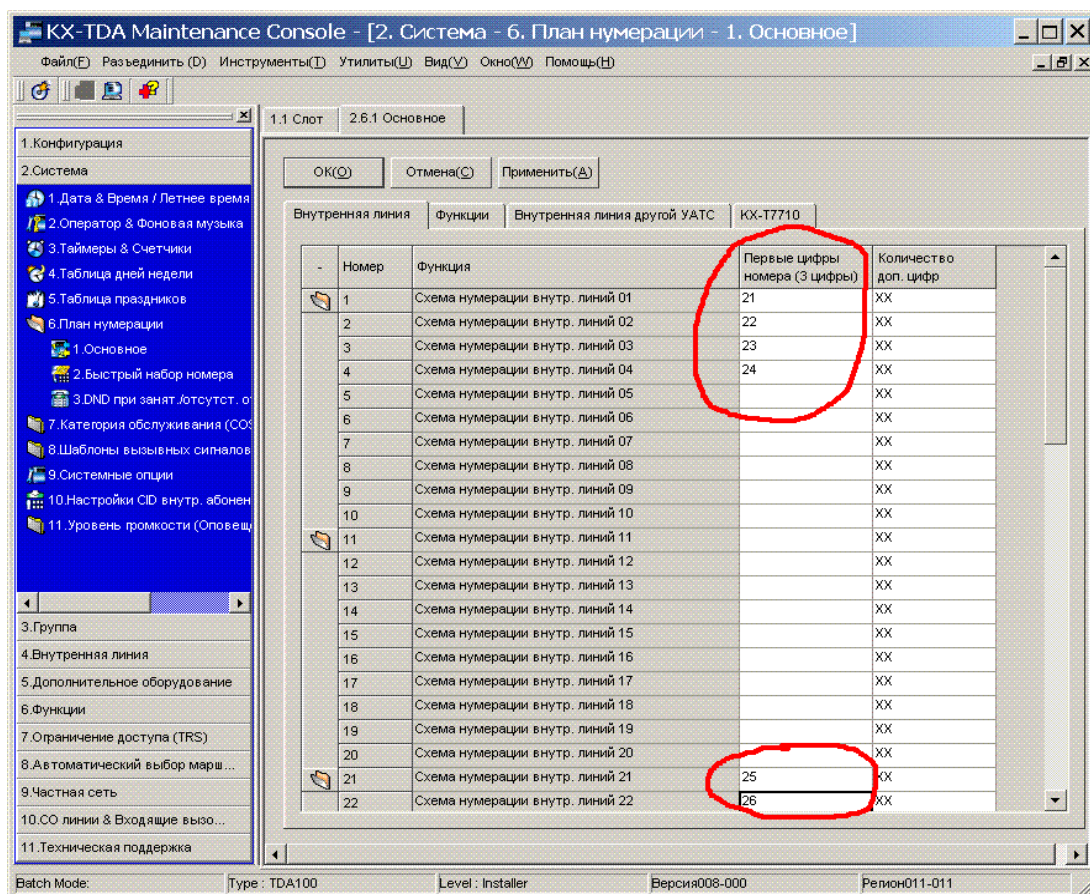 KX-TDA Maintenance Console - [2. Система - 6. План нумерации - 1. Основное]
Файл(F) Разъединить (D) Инструменты(T) Утилиты(U) Вид(V) Окно(W) Помощь(H)
1.1 Слот 2.6.1 Основное
1.Конфигурация
2.Система
1.Дата & Время / Летнее время
2.Оператор & Фоновая музыка
3.Таймеры & Счетчики
4.Таблица дней недели
5.Таблица праздников
6.План нумерации
1.Основное
2.Быстрый набор номера
3.DND при занят./отсутст. о
7.Категория обслуживания (COS
8.Шаблоны вызывных сигналов
9.Системные опции
10.Настройки CID внутр. абонен
11.Уровень громкости (Оповещ
3.Группа
4.Внутренняя линия
5.Дополнительное оборудование
6.Функции
7.Ограничение доступа (TRS)
8.Автоматический выбор марш...
9.Частная сеть
10.CO линии & Входящие вызо...
11.Техническая поддержка
OK(O) Отмена(C) Применить(A)
Внутренняя линия Функции Внутренняя линия другой УАТС KX-T7710
- Номер Функция Первые цифры номера (3 цифры) Количество доп. цифр
1 Схема нумерации внутр. линий 01 21 XX
2 Схема нумерации внутр. линий 02 22 XX
3 Схема нумерации внутр. линий 03 23 XX
4 Схема нумерации внутр. линий 04 24 XX
5 Схема нумерации внутр. линий 05 XX
6 Схема нумерации внутр. линий 06 XX
7 Схема нумерации внутр. линий 07 XX
8 Схема нумерации внутр. линий 08 XX
9 Схема нумерации внутр. линий 09 XX
10 Схема нумерации внутр. линий 10 XX
11 Схема нумерации внутр. линий 11 XX
12 Схема нумерации внутр. линий 12 XX
13 Схема нумерации внутр. линий 13 XX
14 Схема нумерации внутр. линий 14 XX
15 Схема нумерации внутр. линий 15 XX
16 Схема нумерации внутр. линий 16 XX
17 Схема нумерации внутр. линий 17 XX
18 Схема нумерации внутр. линий 18 XX
19 Схема нумерации внутр. линий 19 XX
20 Схема нумерации внутр. линий 20 XX
21 Схема нумерации внутр. линий 21 25 XX
22 Схема нумерации внутр. линий 22 26 XX
Batch Mode: Type : TDA100 Level : Installer Версия008-000 Регион011-011